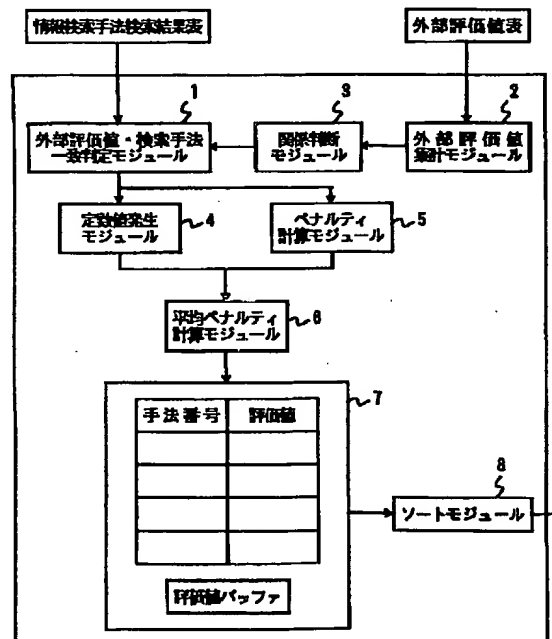 情報検索手法検索結果表
外部評価値表
1
3
2
外部評価値・検索手法
一致判定モジュール
関係判断
モジュール
外部評価値
集計モジュール
定数値発生
モジュール
4
ペナルティ
計算モジュール
5
平均ペナルティ
計算モジュール
6
7
手法番号
評価値
8
ソートモジュール
評価値バッファ